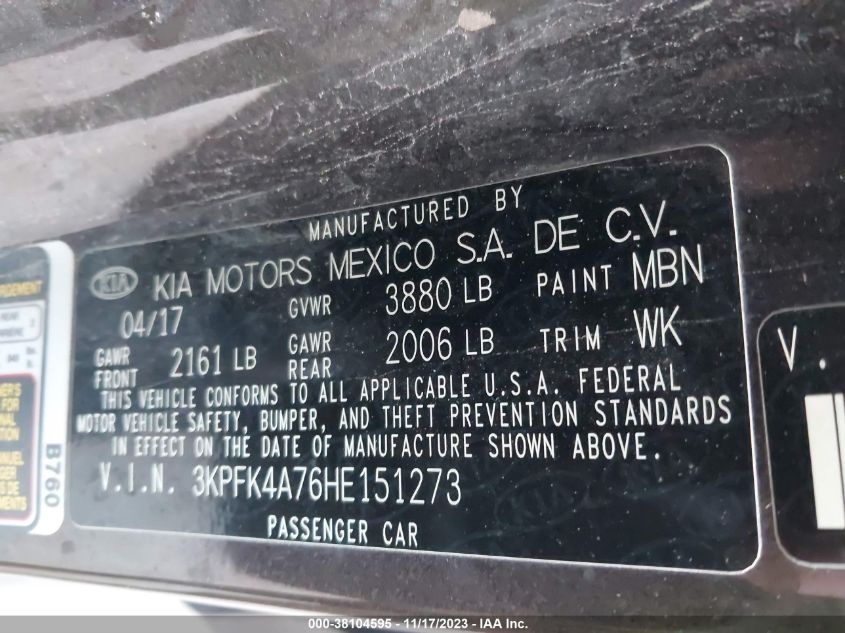 MANUFACTURED BY
KIA KIA MOTORS MEXICO S.A. DE C.V.
04/17 GVWR 3880 LB PAINT MBN
GAWR FRONT 2161 LB GAWR REAR 2006 LB TRIM WK
THIS VEHICLE CONFORMS TO ALL APPLICABLE U.S.A. FEDERAL
MOTOR VEHICLE SAFETY, BUMPER, AND THEFT PREVENTION STANDARDS
IN EFFECT ON THE DATE OF MANUFACTURE SHOWN ABOVE.
V.I.N. 3KPFK4A76HE151273
PASSENGER CAR
B760
V.
000-38104595 - 11/17/2023 - IAA Inc.